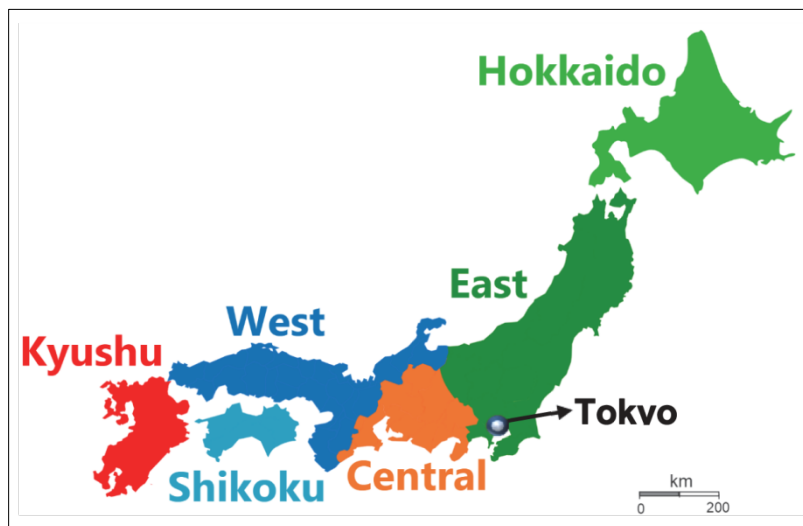 Hokkaido
East
West
Kyushu
Tokvo
Shikoku
Central
km
0 200